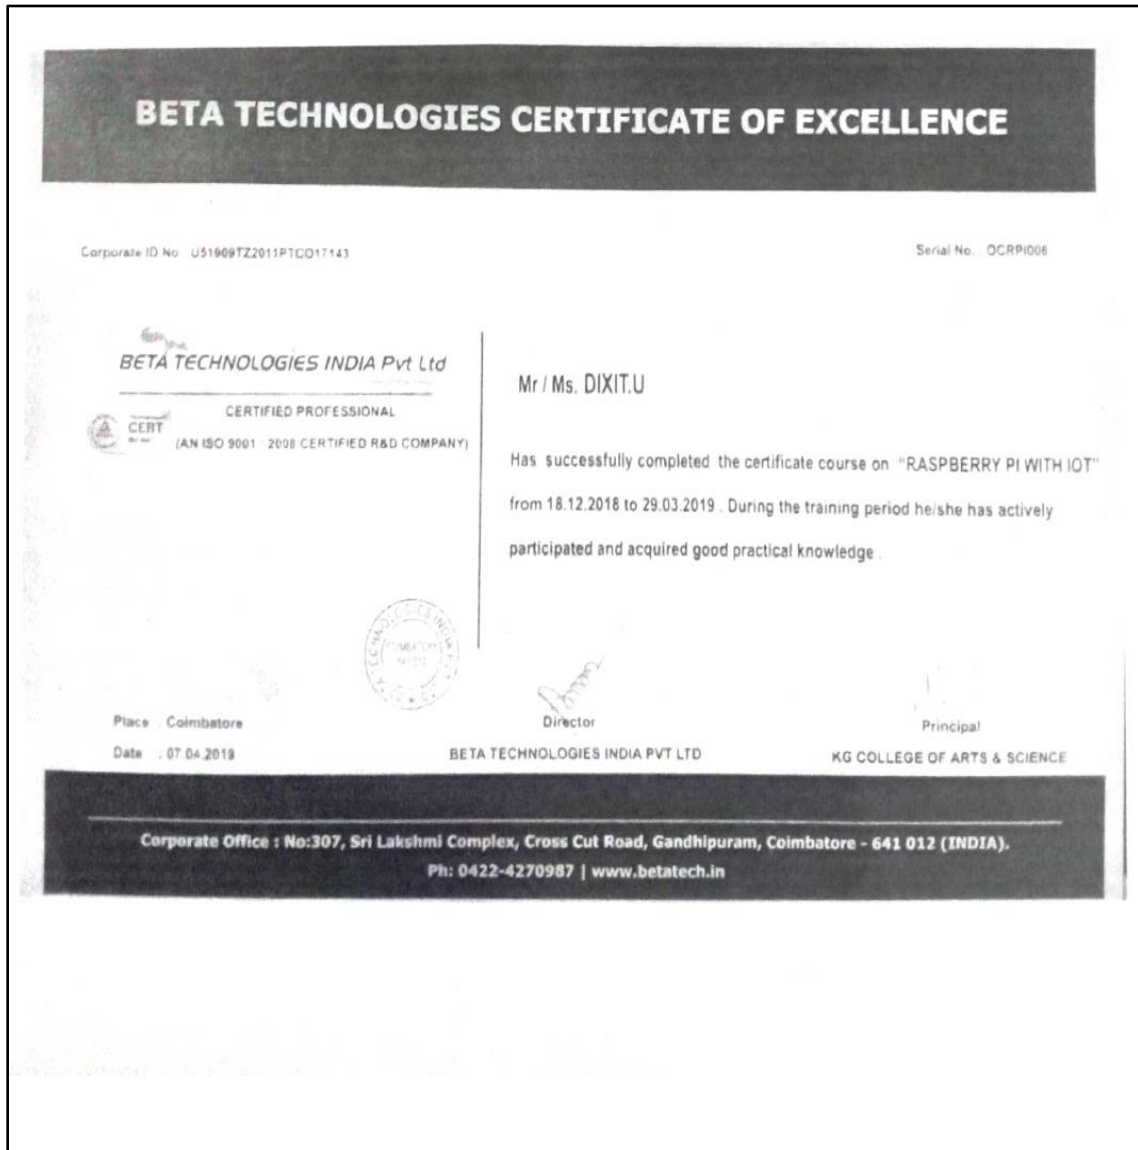 BETA TECHNOLOGIES CERTIFICATE OF EXCELLENCE
Corporate ID No U51909TZ2011PTCO17143
Serial No. OCRPI006
BETA TECHNOLOGIES INDIA Pvt Ltd
CERTIFIED PROFESSIONAL
CERT
(AN ISO 9001 2008 CERTIFIED R&D COMPANY)
Mr / Ms. DIXIT.U
Has successfully completed the certificate course on "RASPBERRY PI WITH IOT"
from 18.12.2018 to 29.03.2019 . During the training period he/she has actively
participated and acquired good practical knowledge .
Place : Coimbatore
Date : 07.04.2019
Director
BETA TECHNOLOGIES INDIA PVT LTD
Principal
KG COLLEGE OF ARTS & SCIENCE
Corporate Office : No:307, Sri Lakshmi Complex, Cross Cut Road, Gandhipuram, Coimbatore - 641 012 (INDIA).
Ph: 0422-4270987 | www.betatech.in